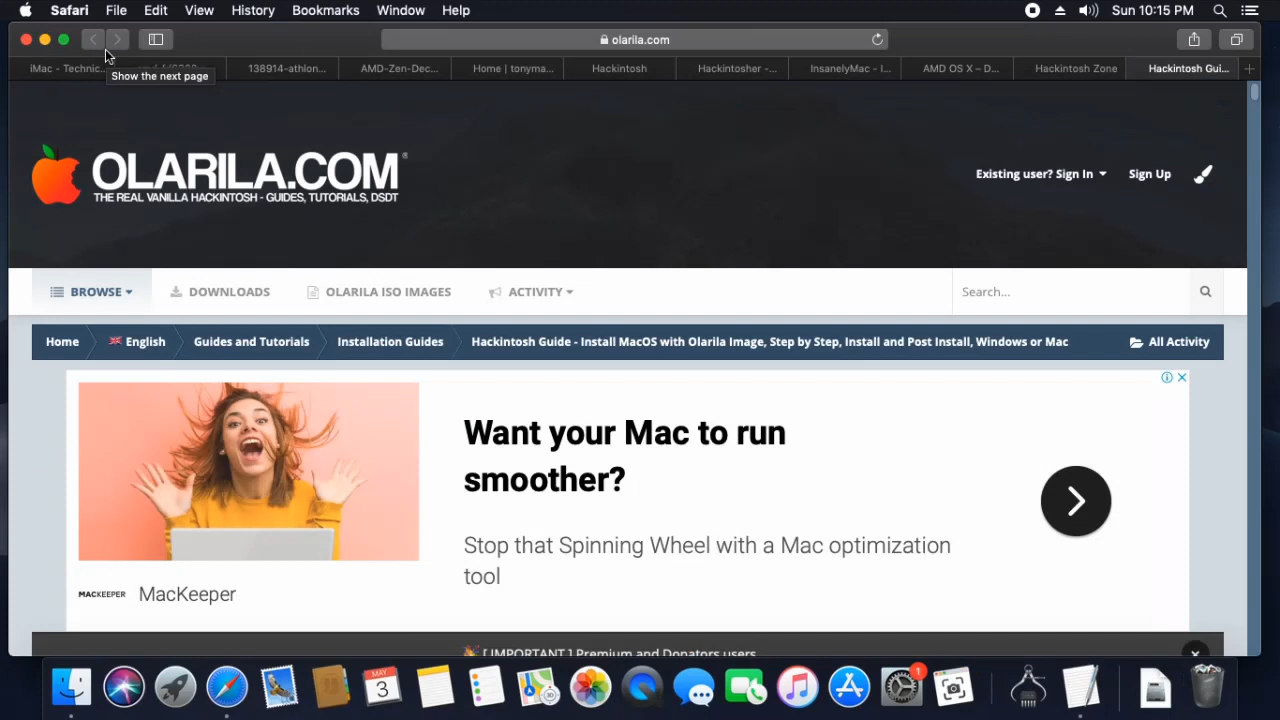 Safari File Edit View History Bookmarks Window Help Sun 10:15 PM
olarila.com
iMac - Technic... 138914-athlon... AMD-Zen-Dec... Home | tonyma... Hackintosh Hackintosher -... InsanelyMac - I... AMD OS X – D... Hackintosh Zone Hackintosh Gui...
Show the next page
OLARILA.COM®
THE REAL VANILLA HACKINTOSH - GUIDES, TUTORIALS, DSDT
Existing user? Sign In Sign Up
BROWSE DOWNLOADS OLARILA ISO IMAGES ACTIVITY Search...
Home English Guides and Tutorials Installation Guides Hackintosh Guide - Install MacOS with Olarila Image, Step by Step, Install and Post Install, Windows or Mac All Activity
Want your Mac to run
smoother?
Stop that Spinning Wheel with a Mac optimization
tool
MACKEEPER MacKeeper
[ IMPORTANT ] Premium and Donators users
MAY
3
1